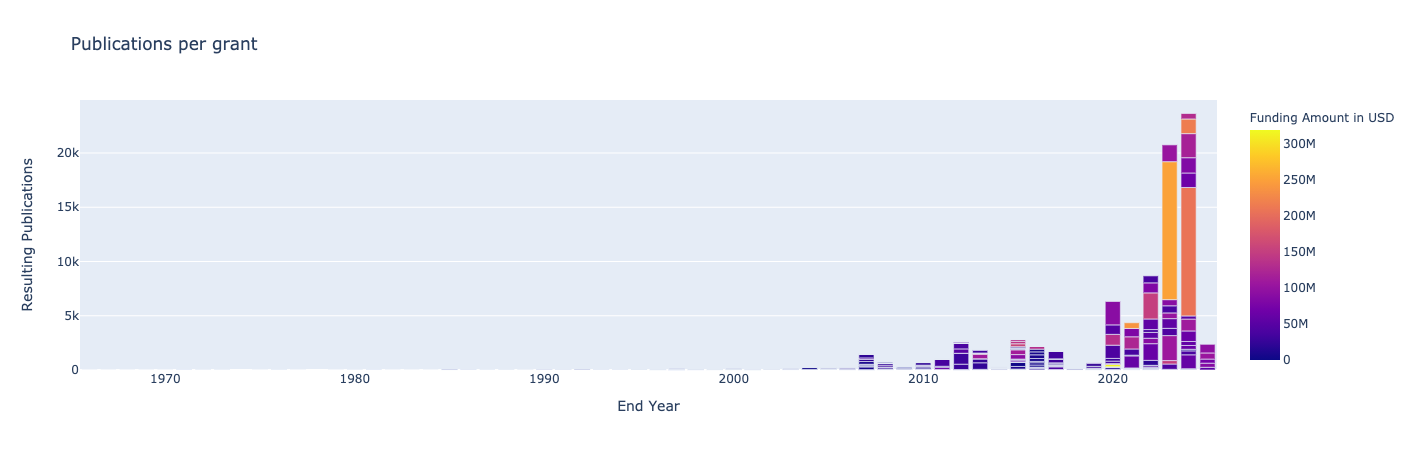 Publications per grant
Funding Amount in USD
300M
250M
200M
150M
100M
50M
0
Resulting Publications
20k
15k
10k
5k
0
1970 1980 1990 2000 2010 2020
End Year